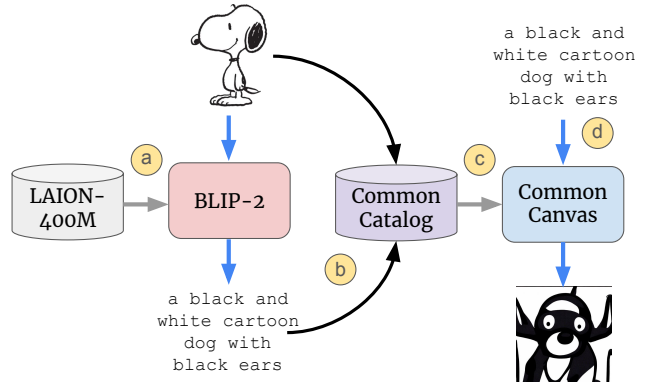 a black and
white cartoon
dog with
black ears
a
c
d
LAION-
400M
BLIP-2
Common
Catalog
Common
Canvas
b
a black and
white cartoon
dog with
black ears